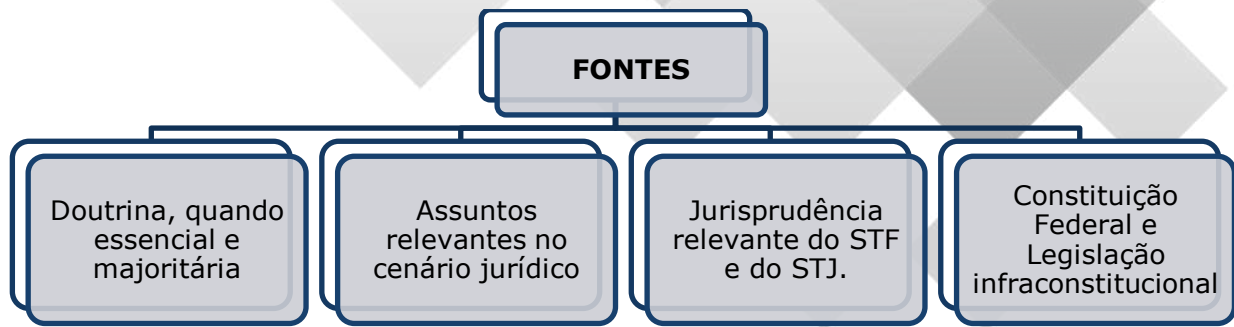 FONTES
Doutrina, quando
essencial e
majoritária
Assuntos
relevantes no
cenário jurídico
Jurisprudência
relevante do STF
e do STJ.
Constituição
Federal e
Legislação
infraconstitucional